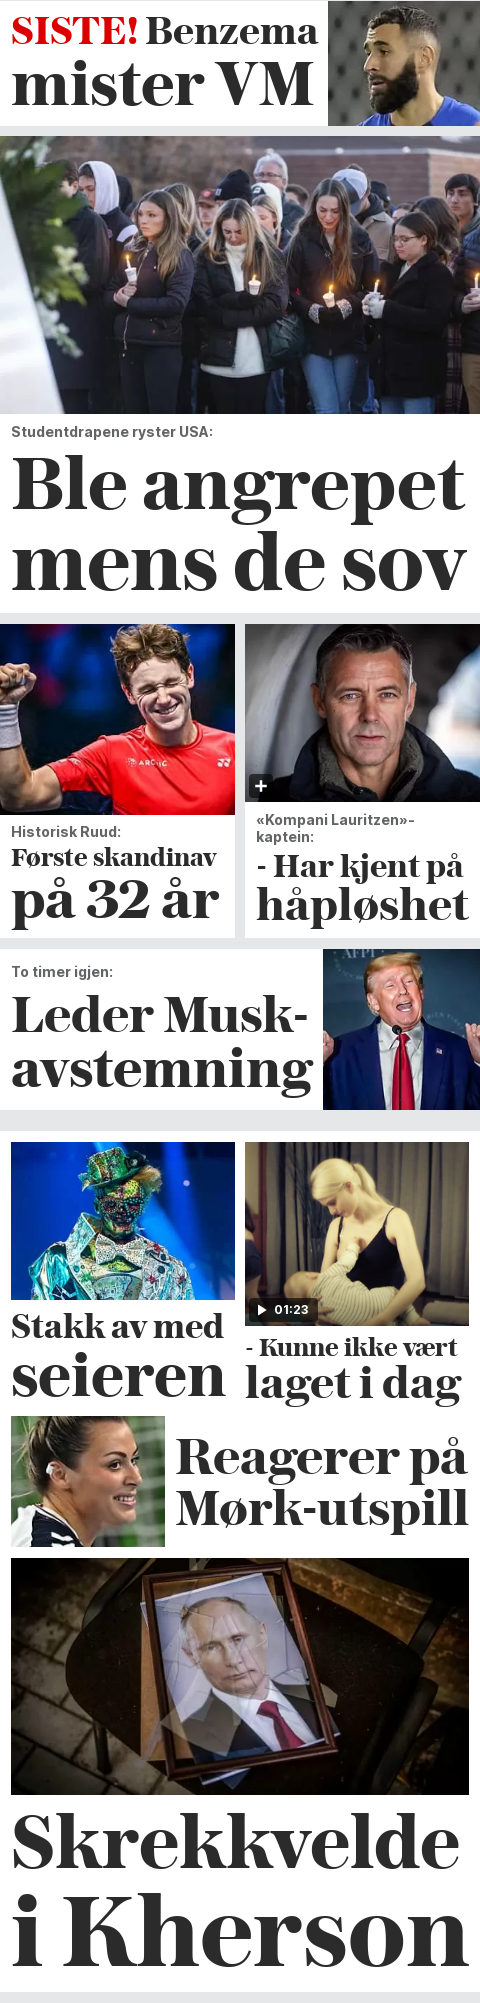 SISTE! Benzema
mister VM
Studentdrapene ryster USA:
Ble angrepet
mens de sov
Historisk Ruud:
Første skandinav
på 32 år
«Kompani Lauritzen»-
kaptein:
- Har kjent på
håpløshet
To timer igjen:
Leder Musk-
avstemning
Stakk av med
seieren
01:23
- Kunne ikke vært
laget i dag
Reagerer på
Mørk-utspill
Skrekkvelde
i Kherson